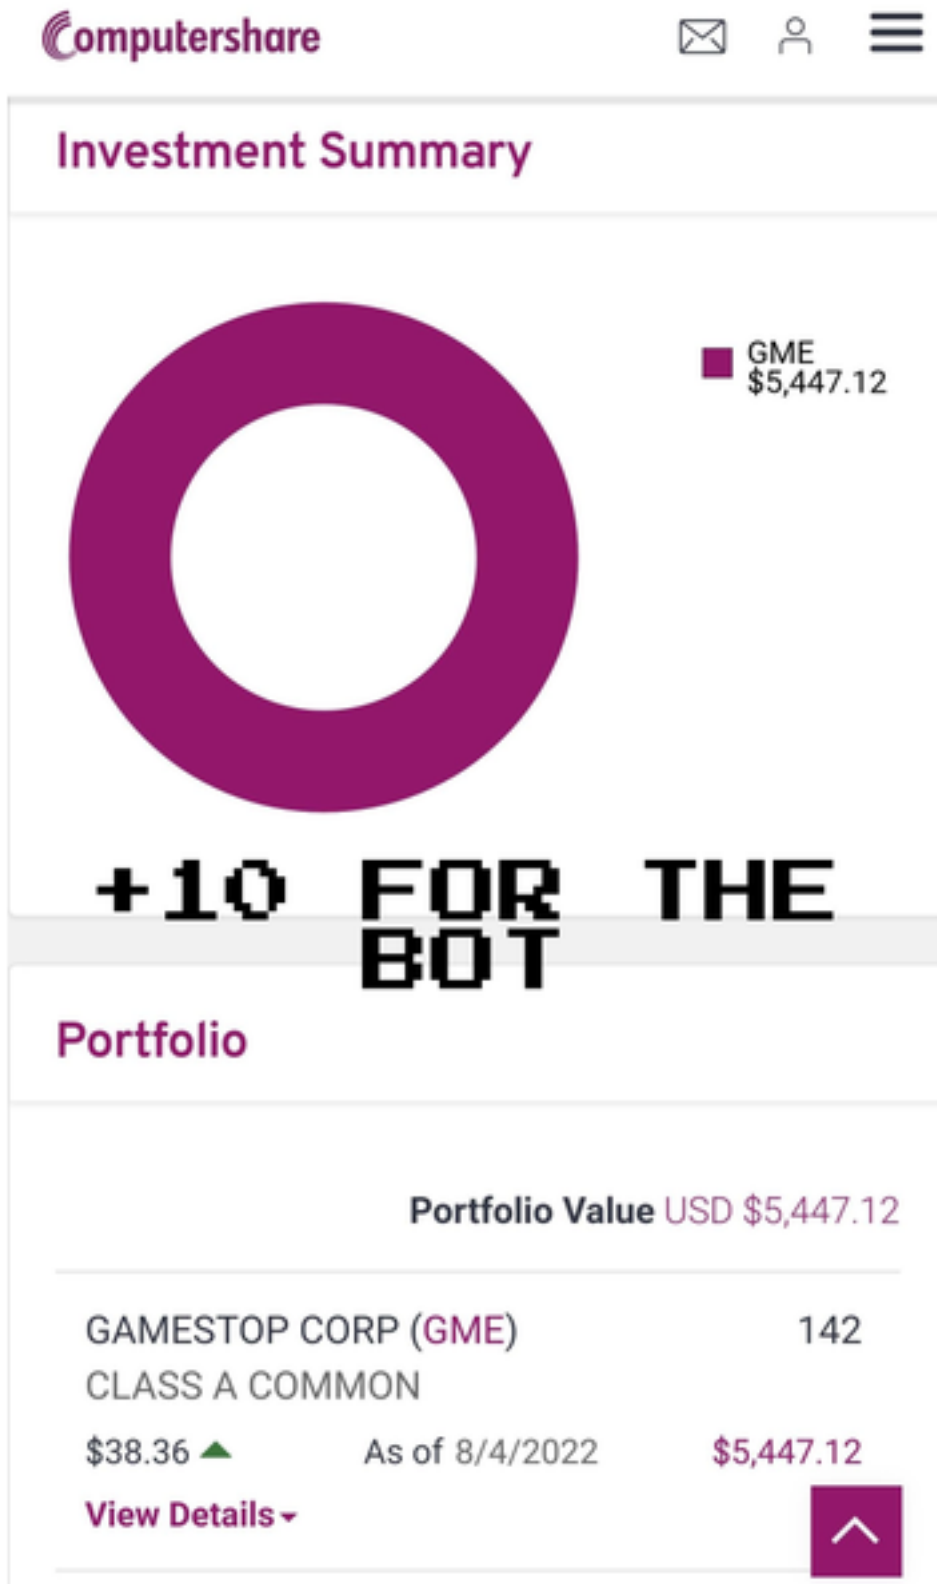 Computershare
Investment Summary
GME
$5,447.12
+10 FOR THE
BOT
Portfolio
Portfolio Value USD $5,447.12
GAMESTOP CORP (GME) 142
CLASS A COMMON
$38.36 As of 8/4/2022 $5,447.12
View Details